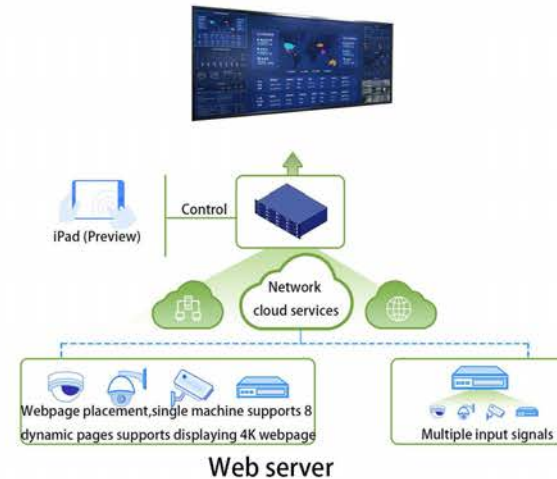 Control
iPad (Preview)
Network
cloud services
Webpage placement,single machine supports 8
dynamic pages supports displaying 4K webpage
Multiple input signals
Web server